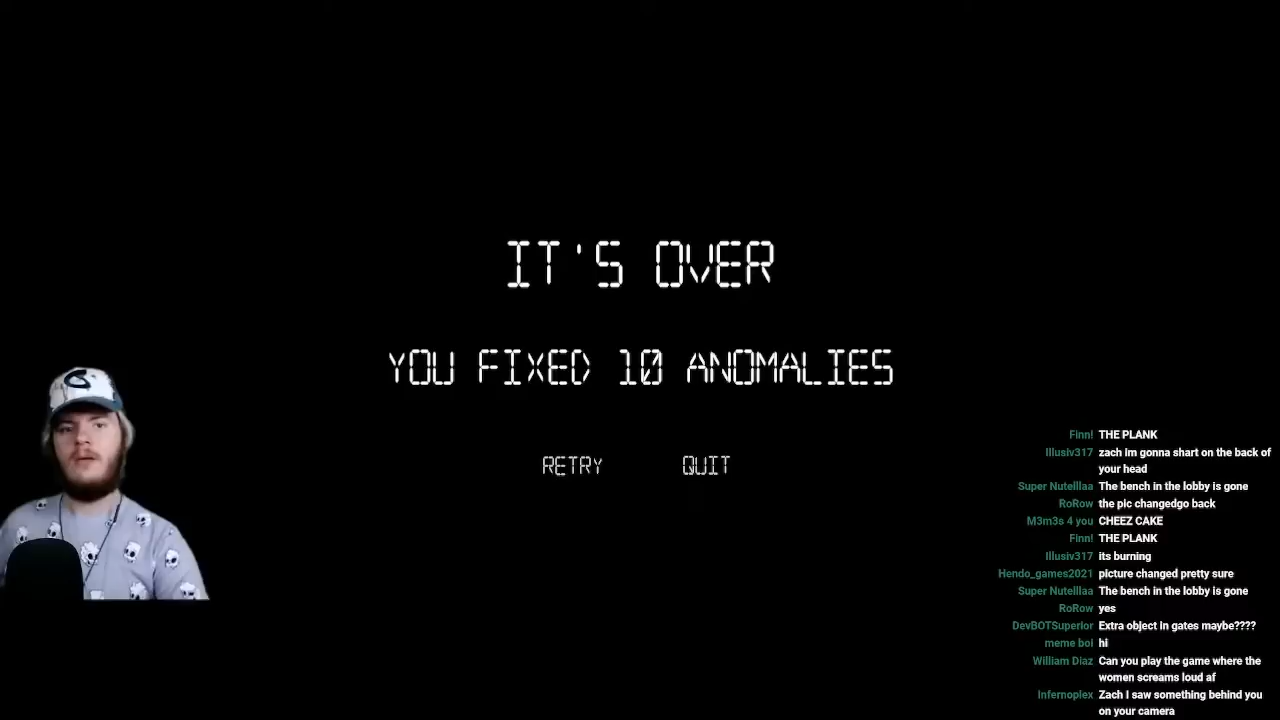 IT'S OVER
YOU FIXED 10 ANOMALIES
RETRY QUIT
Finn! THE PLANK
Illusiv317 zach im gonna shart on the back of
your head
Super Nutelllaa The bench in the lobby is gone
RoRow the pic changedgo back
M3m3s 4 you CHEEZ CAKE
Finn! THE PLANK
Illusiv317 its burning
Hendo_games2021 picture changed pretty sure
Super Nutelllaa The bench in the lobby is gone
RoRow yes
DevBOTSuperior Extra object in gates maybe????
meme boi hi
William Diaz Can you play the game where the
women screams loud af
Infernoplex Zach I saw something behind you
on your camera